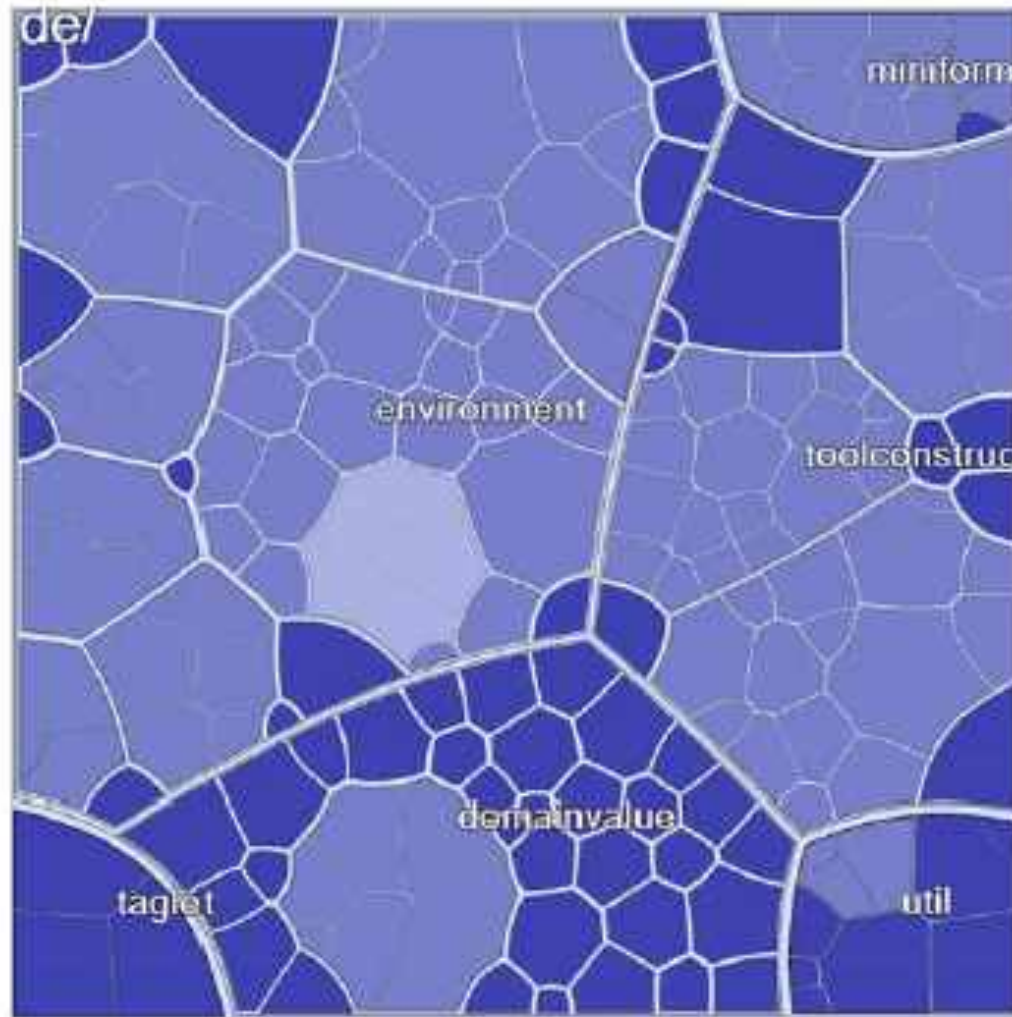 de/
miniform
environment
toolconstruc
domainvalue
taglet
util